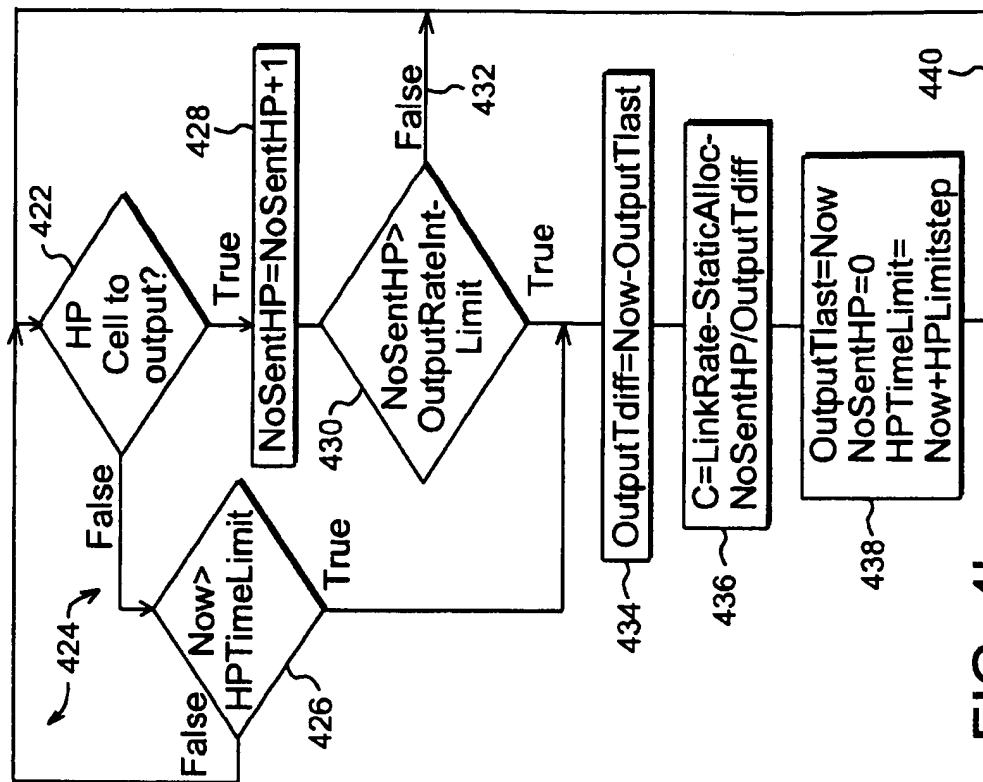 422
HP
Cell to
output?
True
False
424
428
NoSentHP=NoSentHP+1
Now>
HPTimeLimit
False
True
426
430
NoSentHP>
OutputRateInt-
Limit
False
432
True
434
OutputTdiff=Now-OutputTlast
C=LinkRate-StaticAlloc-
NoSentHP/OutputTdiff
436
OutputTlast=Now
NoSentHP=0
HPTimeLimit=
Now+HPLimitstep
438
440